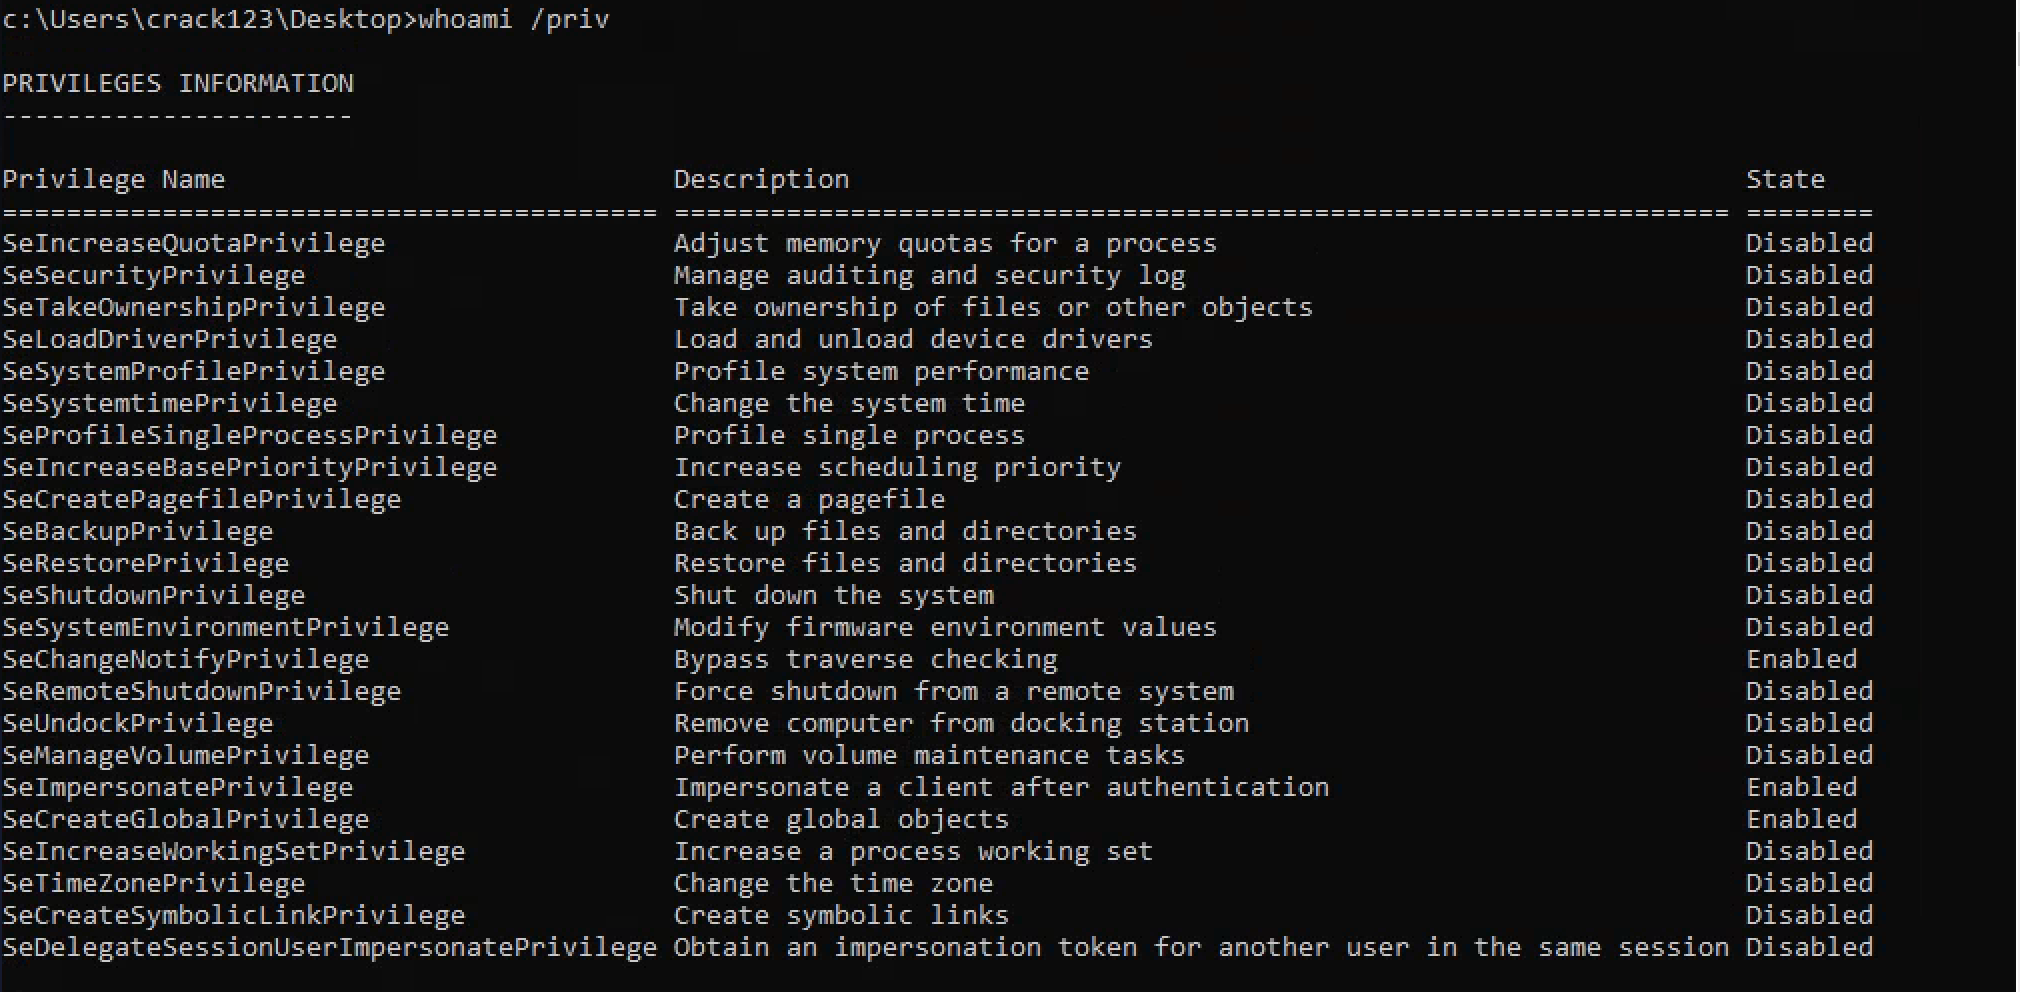 c:\Users\crack123\Desktop>whoami /priv
PRIVILEGES INFORMATION
----------------------
Privilege Name                            Description                                                        State
========================================= ================================================================== ========
SeIncreaseQuotaPrivilege                  Adjust memory quotas for a process                                 Disabled
SeSecurityPrivilege                       Manage auditing and security log                                   Disabled
SeTakeOwnershipPrivilege                  Take ownership of files or other objects                           Disabled
SeLoadDriverPrivilege                     Load and unload device drivers                                     Disabled
SeSystemProfilePrivilege                  Profile system performance                                         Disabled
SeSystemtimePrivilege                     Change the system time                                             Disabled
SeProfileSingleProcessPrivilege           Profile single process                                             Disabled
SeIncreaseBasePriorityPrivilege           Increase scheduling priority                                       Disabled
SeCreatePagefilePrivilege                 Create a pagefile                                                  Disabled
SeBackupPrivilege                         Back up files and directories                                      Disabled
SeRestorePrivilege                        Restore files and directories                                      Disabled
SeShutdownPrivilege                       Shut down the system                                               Disabled
SeSystemEnvironmentPrivilege              Modify firmware environment values                                 Disabled
SeChangeNotifyPrivilege                   Bypass traverse checking                                           Enabled
SeRemoteShutdownPrivilege                 Force shutdown from a remote system                                Disabled
SeUndockPrivilege                         Remove computer from docking station                               Disabled
SeManageVolumePrivilege                   Perform volume maintenance tasks                                   Disabled
SeImpersonatePrivilege                    Impersonate a client after authentication                          Enabled
SeCreateGlobalPrivilege                   Create global objects                                              Enabled
SeIncreaseWorkingSetPrivilege             Increase a process working set                                     Disabled
SeTimeZonePrivilege                       Change the time zone                                               Disabled
SeCreateSymbolicLinkPrivilege             Create symbolic links                                              Disabled
SeDelegateSessionUserImpersonatePrivilege Obtain an impersonation token for another user in the same session Disabled